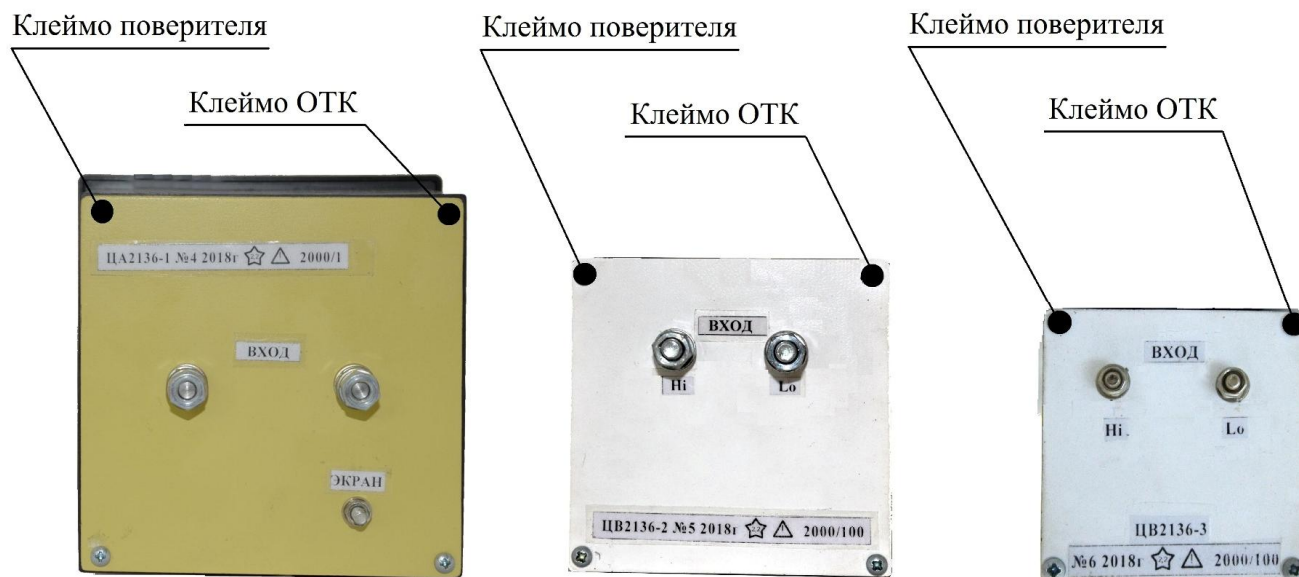 Клеймо поверителя
Клеймо ОТК
ЦА2136-1 №4 2018г 2000/1
ВХОД
ЭКРАН
Клеймо поверителя
Клеймо ОТК
ВХОД
Hi
Lo
ЦВ2136-2 №5 2018г 2000/100
Клеймо поверителя
Клеймо ОТК
ВХОД
Hi
Lo
ЦВ2136-3
№6 2018г 2000/100